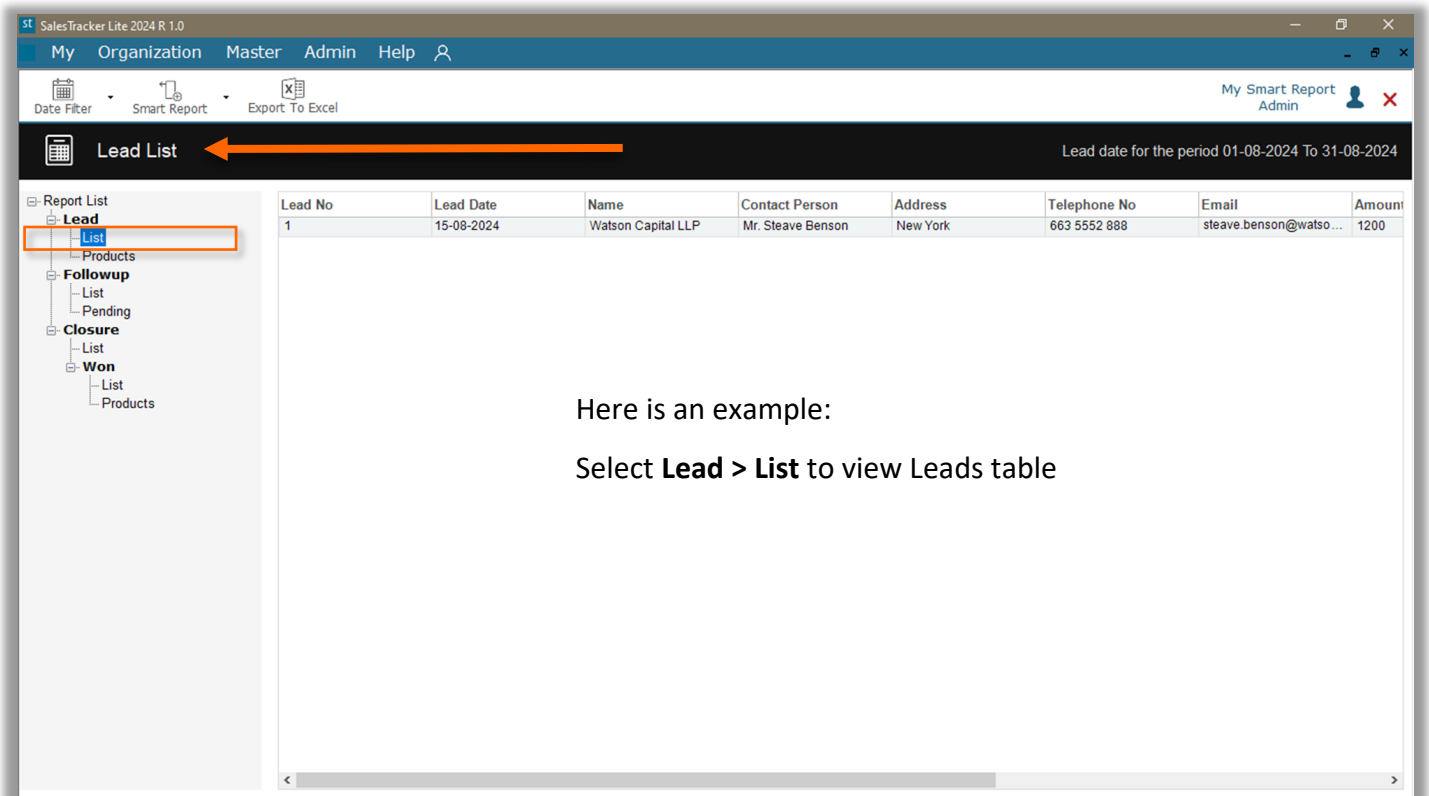 st SalesTracker Lite 2024 R 1.0
My Organization Master Admin Help
Date Filter Smart Report Export To Excel
My Smart Report
Admin
Lead List
Lead date for the period 01-08-2024 To 31-08-2024
Report List
Lead
List
Products
Followup
List
Pending
Closure
List
Won
List
Products
Lead No Lead Date Name Contact Person Address Telephone No Email Amount
1 15-08-2024 Watson Capital LLP Mr. Steave Benson New York 663 5552 888 steave.benson@watso... 1200
Here is an example:
Select Lead > List to view Leads table